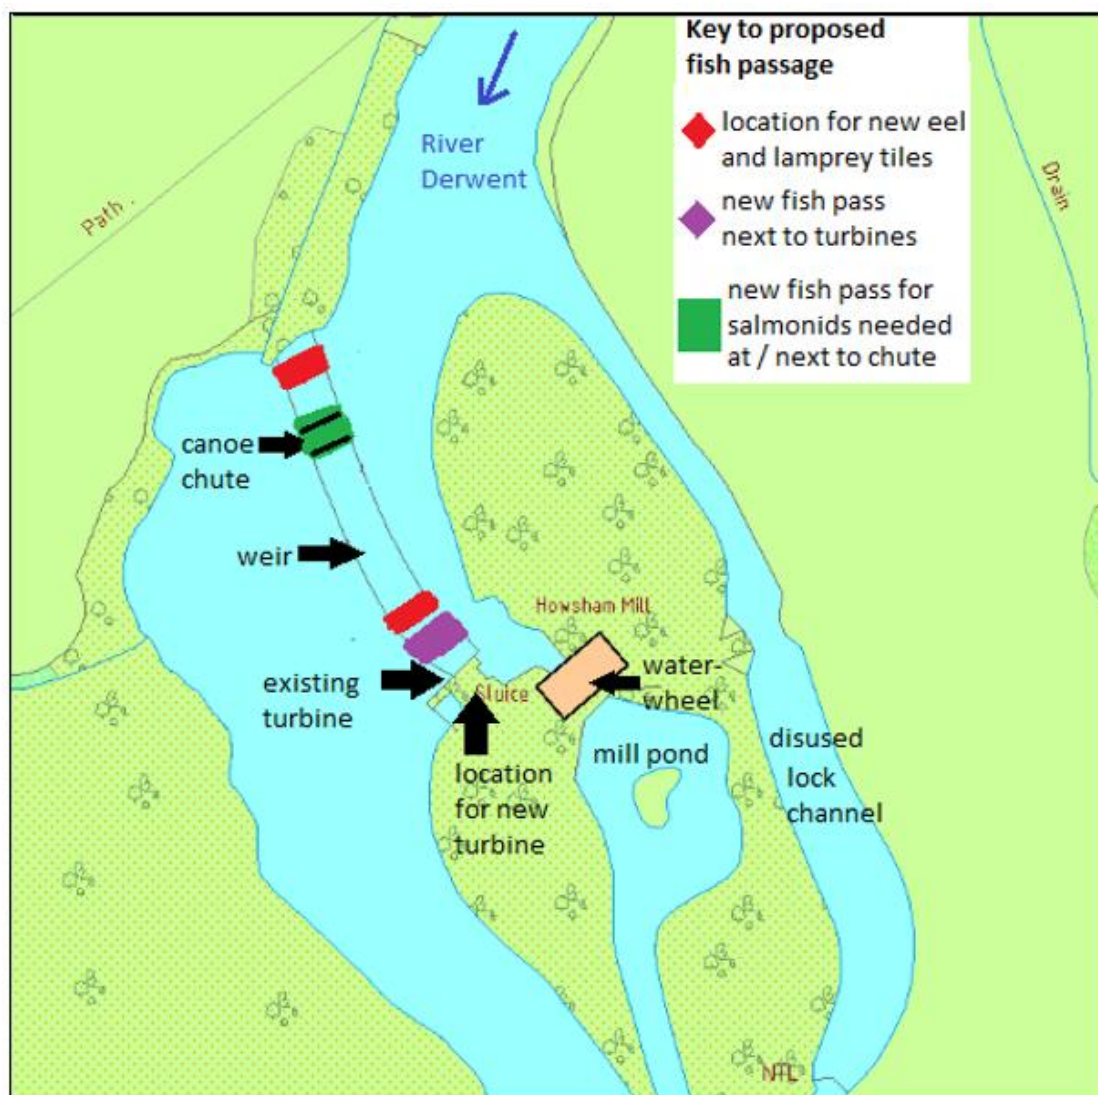 Key to proposed
fish passage
location for new eel
and lamprey tiles
new fish pass
next to turbines
new fish pass for
salmonids needed
at / next to chute
River
Derwent
Path .
Drain
canoe
chute
weir
Howsham Mill
existing
turbine
Sluice
water-
wheel
location
for new
turbine
mill pond
disused
lock
channel
NTL